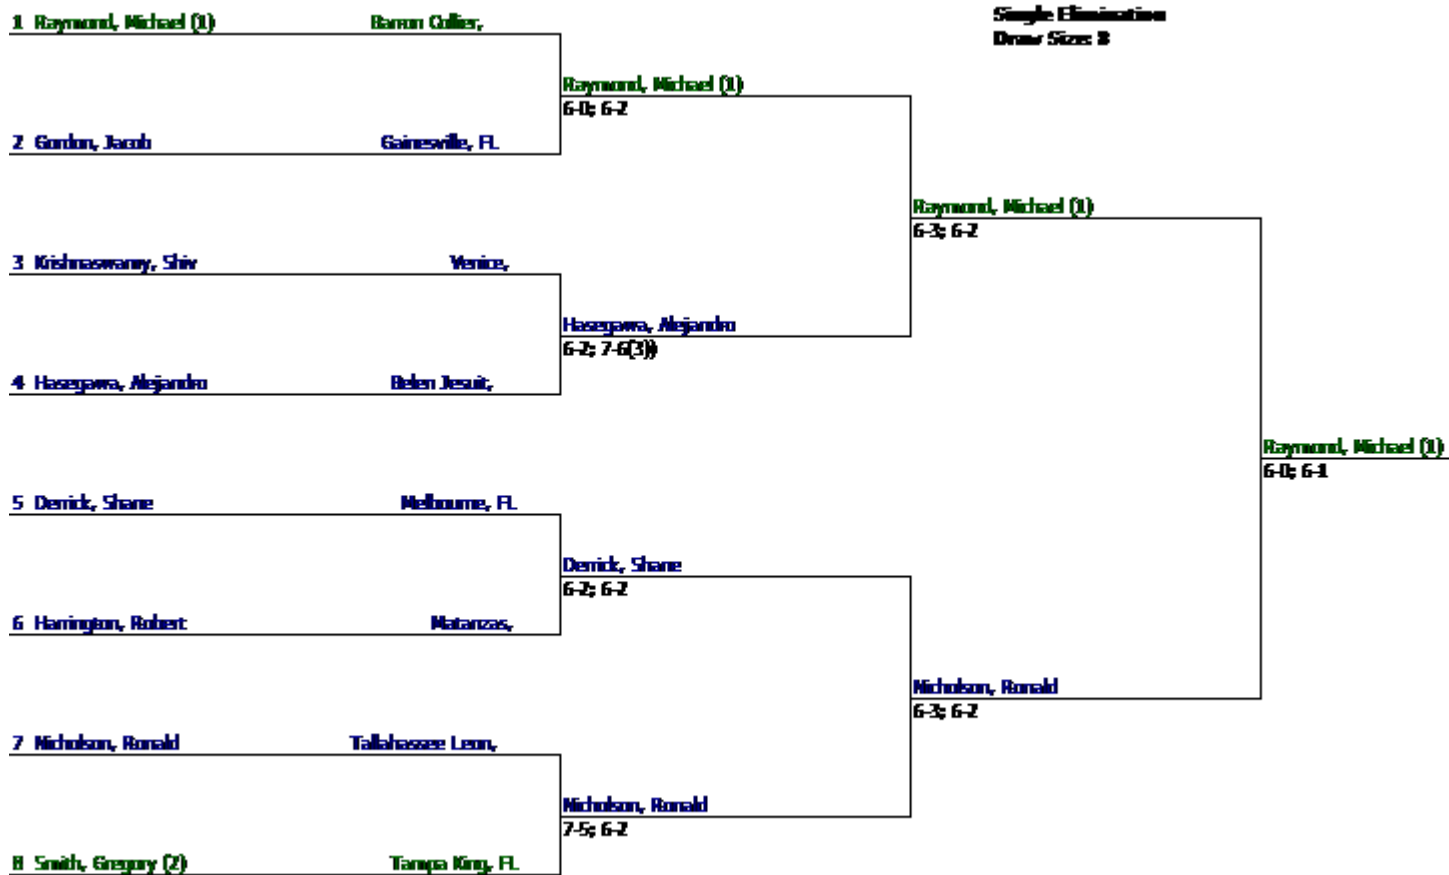 Single Elimination
Draw Size: 8
1 Raymond, Michael (1) Barron Collier,
Raymond, Michael (1)
6-0; 6-2
2 Gordon, Jacob Gainesville, FL
Raymond, Michael (1)
6-3; 6-2
3 Krishnaswamy, Shiv Venice,
Hasegawa, Alejandro
6-2; 7-6(3))
4 Hasegawa, Alejandro Belen Jesuit,
Raymond, Michael (1)
6-0; 6-1
5 Derrick, Shane Melbourne, FL
Derrick, Shane
6-2; 6-2
6 Harrington, Robert Matanzas,
Nicholson, Ronald
6-3; 6-2
7 Nicholson, Ronald Tallahassee Leon,
Nicholson, Ronald
7-5; 6-2
8 Smith, Gregory (2) Tampa King, FL